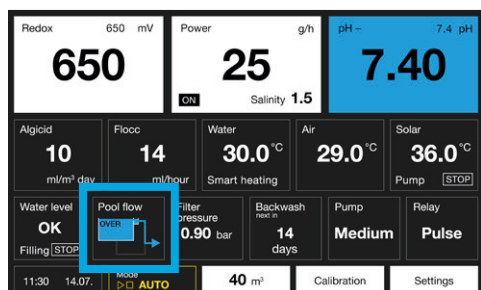 Redox 650 mV
650
Power g/h
25
ON Salinity 1.5
pH – 7.4 pH
7.40
Algicid
10
ml/m³ day
Flocc
14
ml/hour
Water
30.0 °C
Smart heating
Air
29.0 °C
Solar
36.0 °C
Pump STOP
Water level
OK
Filling STOP
Pool flow
OVER
Filter
pressure
0.90 bar
Backwash
next in
14
days
Pump
Medium
Relay
Pulse
11:30 14.07.
Mode
AUTO
40 m³
Calibration
Settings